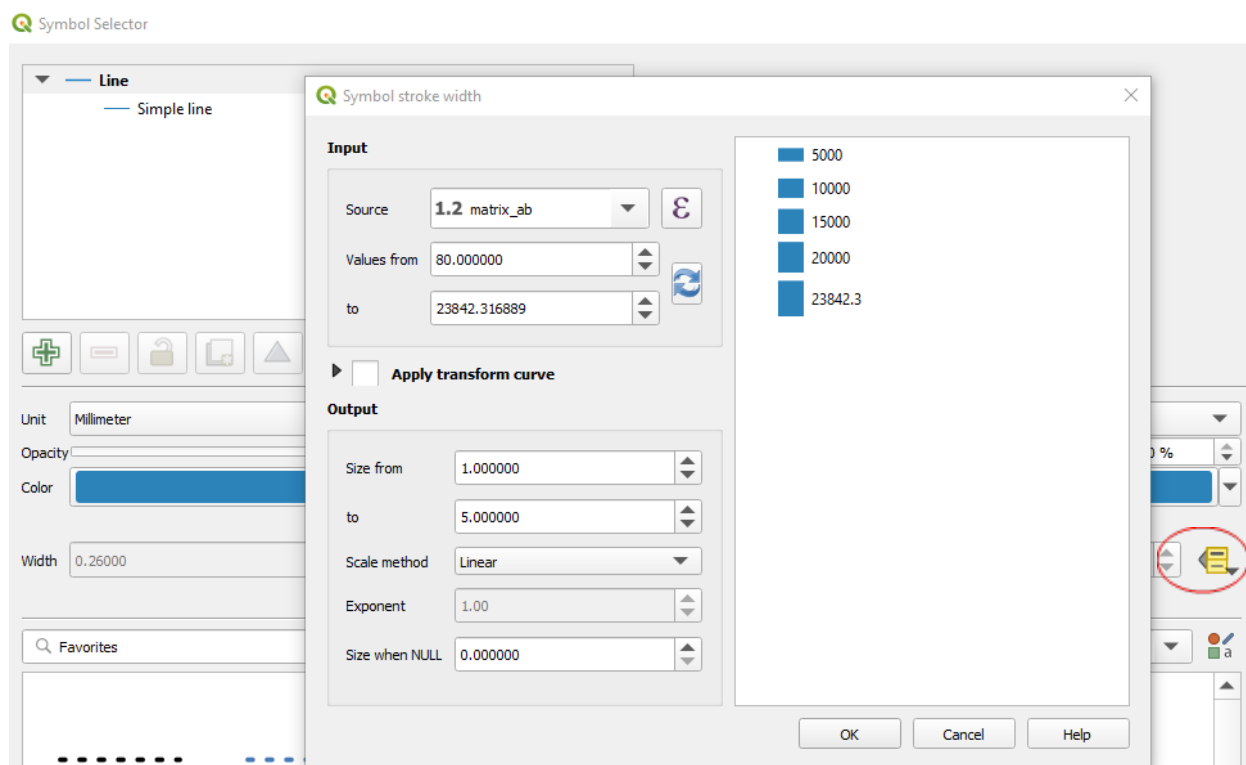 Symbol Selector
Line
Simple line
Symbol stroke width
Input
Source 1.2 matrix_ab ε
Values from 80.000000
to 23842.316889
Apply transform curve
Output
Size from 1.000000
to 5.000000
Scale method Linear
Exponent 1.00
Size when NULL 0.000000
5000
10000
15000
20000
23842.3
OK Cancel Help
Unit Millimeter
Opacity 0 %
Color
Width 0.26000
Favorites
a